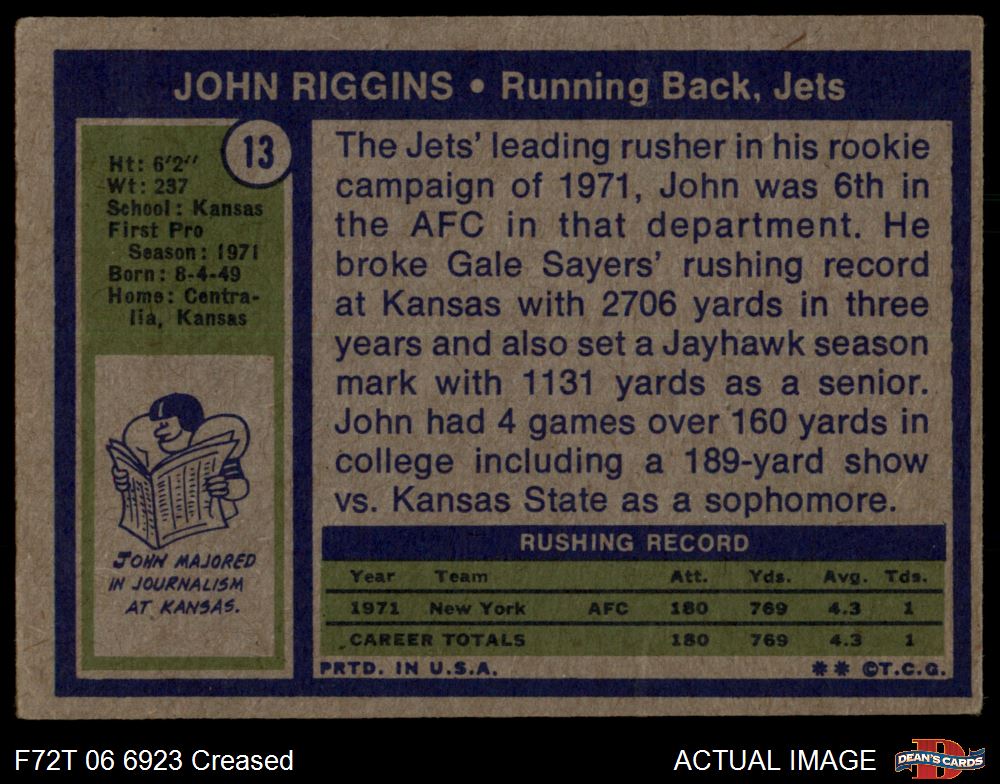 JOHN RIGGINS • Running Back, Jets
13
Ht: 6'2"
Wt: 237
School: Kansas
First Pro
Season: 1971
Born: 8-4-49
Home: Centra-
lia, Kansas
JOHN MAJORED
IN JOURNALISM
AT KANSAS.
The Jets' leading rusher in his rookie
campaign of 1971, John was 6th in
the AFC in that department. He
broke Gale Sayers' rushing record
at Kansas with 2706 yards in three
years and also set a Jayhawk season
mark with 1131 yards as a senior.
John had 4 games over 160 yards in
college including a 189-yard show
vs. Kansas State as a sophomore.
RUSHING RECORD
Year Team Att. Yds. Avg. Tds.
1971 New York AFC 180 769 4.3 1
CAREER TOTALS 180 769 4.3 1
PRTD. IN U.S.A. ** ©T.C.G.
F72T 06 6923 Creased ACTUAL IMAGE
D
DEAN'S CARDS